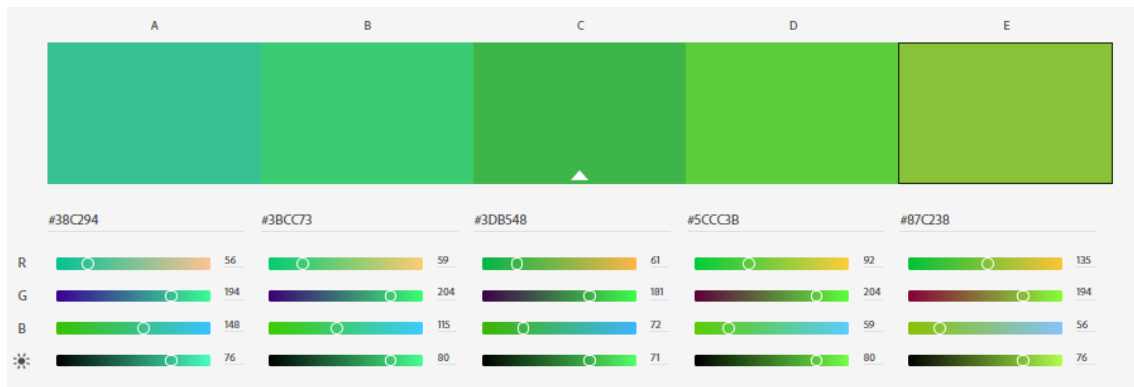 A B C D E
#38C294 #3BCC73 #3DB548 #5CCC3B #87C238
R 56 59 61 92 135
G 194 204 181 204 194
B 148 115 72 59 56
76 80 71 80 76